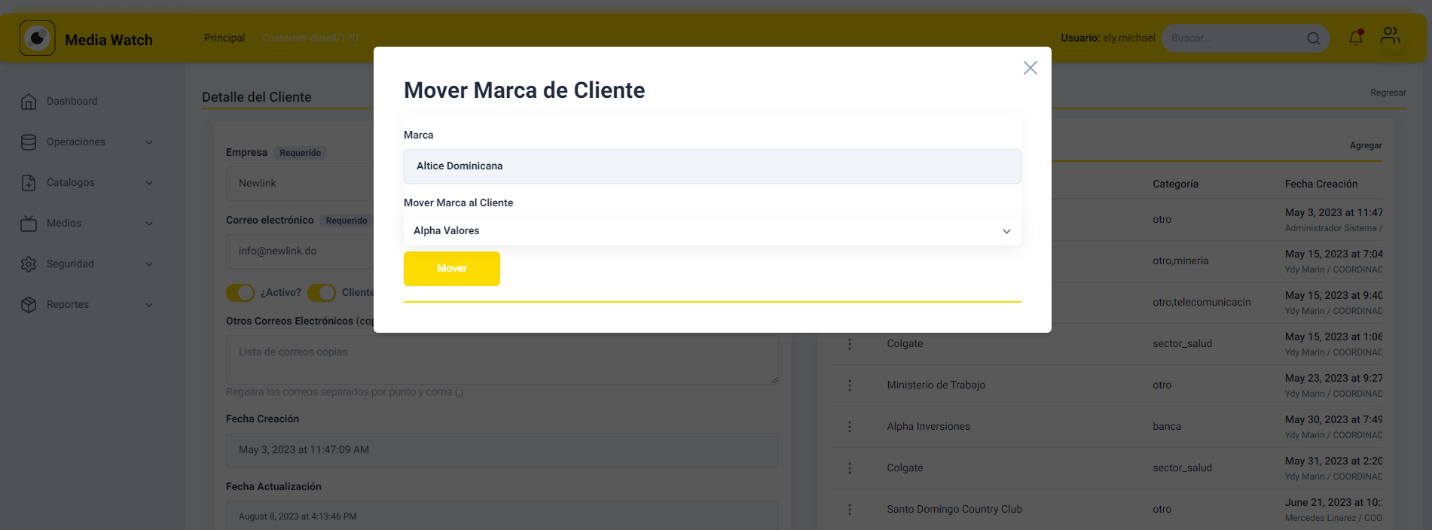 Media Watch
Principal
Customer-detail/170
Usuario: ely.michael
Buscar...
Mover Marca de Cliente
Dashboard
Detalle del Cliente
Regresar
Marca
Altice Dominicana
Operaciones
Empresa Requerido
Agregar
Newlink
Catalogos
Categoría Fecha Creación
Mover Marca al Cliente
Alpha Valores
Medios
Correo electrónico Requerido
otro May 3, 2023 at 11:47
Administrador Sistema /
info@newlink.do
Seguridad
Mover
otro,mineria May 15, 2023 at 7:04
Ydy Marin / COORDINAD
¿Activo? Cliente
Reportes
otro,telecomunicacin May 15, 2023 at 9:40
Ydy Marin / COORDINAD
Otros Correos Electrónicos (cop
Lista de correos copias
Colgate sector_salud May 15, 2023 at 1:06
Ydy Marin / COORDINAD
Registra los correos separados por punto y coma (;)
Ministerio de Trabajo otro May 23, 2023 at 9:27
Ydy Marin / COORDINAD
Fecha Creación
May 3, 2023 at 11:47:09 AM
Alpha Inversiones banca May 30, 2023 at 7:49
Ydy Marin / COORDINAD
Colgate sector_salud May 31, 2023 at 2:20
Ydy Marin / COORDINAD
Fecha Actualización
August 8, 2023 at 4:13:46 PM
Santo Domingo Country Club otro June 21, 2023 at 10:
Mercedes Linarez / COO